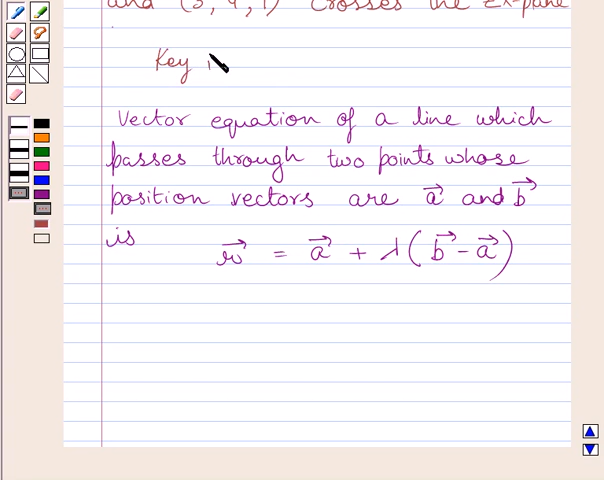 and (3, 4, 1) crosses the ZX-plane
.
Key i
Vector equation of a line which
passes through two points whose
position vectors are a⃗ and b⃗
is r⃗ = a⃗ + λ(b⃗ - a⃗)